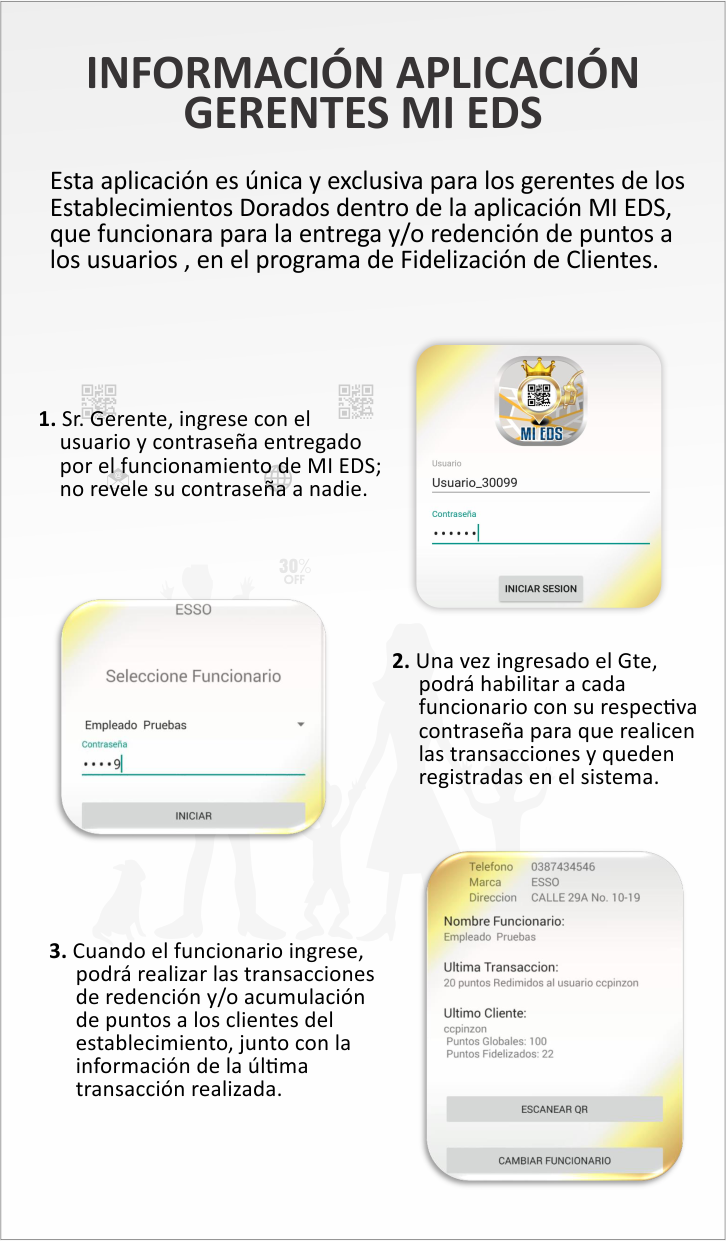 INFORMACIÓN APLICACIÓN
GERENTES MI EDS
Esta aplicación es única y exclusiva para los gerentes de los
Establecimientos Dorados dentro de la aplicación MI EDS,
que funcionara para la entrega y/o redención de puntos a
los usuarios , en el programa de Fidelización de Clientes.
1. Sr. Gerente, ingrese con el
usuario y contraseña entregado
por el funcionamiento de MI EDS;
no revele su contraseña a nadie.
MI EDS
Usuario
Usuario_30099
Contraseña
••••••
INICIAR SESION
30%
OFF
ESSO
Seleccione Funcionario
Empleado Pruebas
Contraseña
••••9
INICIAR
2. Una vez ingresado el Gte,
podrá habilitar a cada
funcionario con su respectiva
contraseña para que realicen
las transacciones y queden
registradas en el sistema.
3. Cuando el funcionario ingrese,
podrá realizar las transacciones
de redención y/o acumulación
de puntos a los clientes del
establecimiento, junto con la
información de la última
transacción realizada.
Telefono 0387434546
Marca ESSO
Direccion CALLE 29A No. 10-19
Nombre Funcionario:
Empleado Pruebas
Ultima Transaccion:
20 puntos Redimidos al usuario ccpinzon
Ultimo Cliente:
ccpinzon
Puntos Globales: 100
Puntos Fidelizados: 22
ESCANEAR QR
CAMBIAR FUNCIONARIO